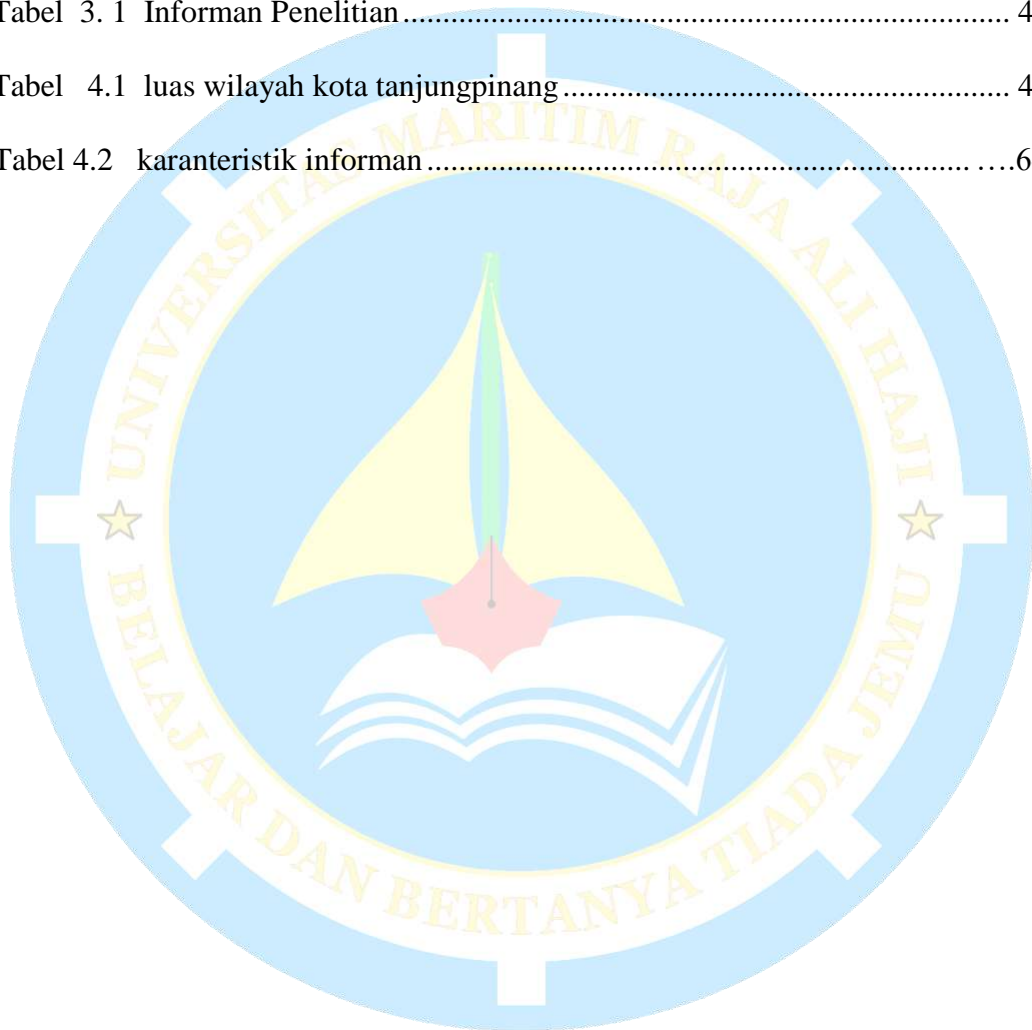 Tabel 3. 1 Informan Penelitian.......................................................................... 4
Tabel 4.1 luas wilayah kota tanjungpinang...................................................... 4
Tabel 4.2 karanteristik informan.................................................................. ….6
UNIVERSITAS MARITIM RAJA ALI HAJI
BELAJAR DAN BERTANYA TIADA JEMU